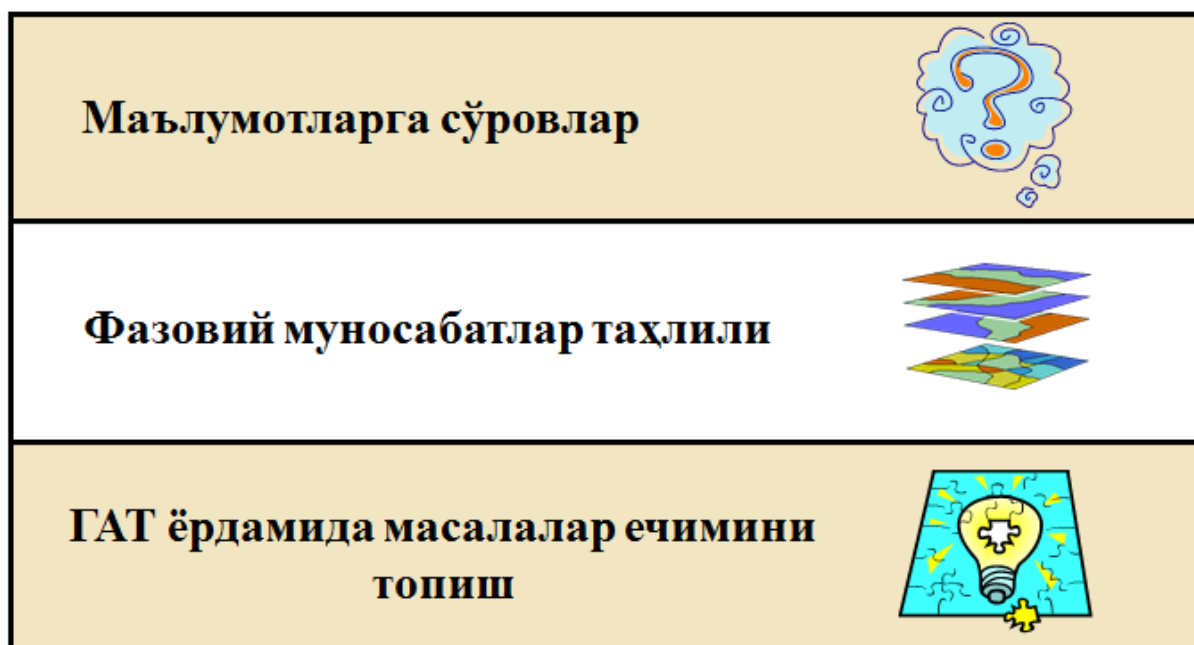 Маълумотларга сўровлар
Фазовий муносабатлар таҳлили
ГАТ ёрдамида масалалар ечимини
топиш